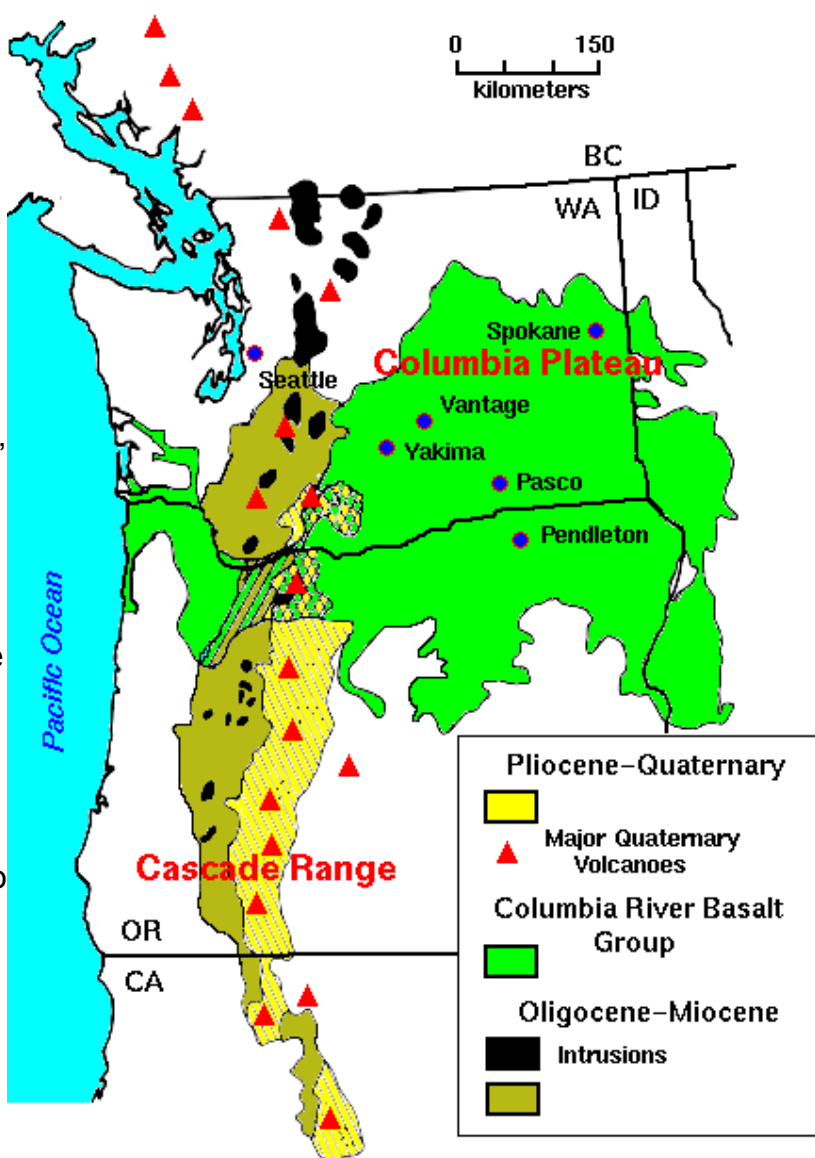 0 150
kilometers
BC
WA ID
Spokane
Columbia Plateau
Seattle
Vantage
Yakima
Pasco
Pendleton
Pacific Ocean
Cascade Range
OR
CA
Pliocene-Quaternary
Major Quaternary
Volcanoes
Columbia River Basalt
Group
Oligocene-Miocene
Intrusions